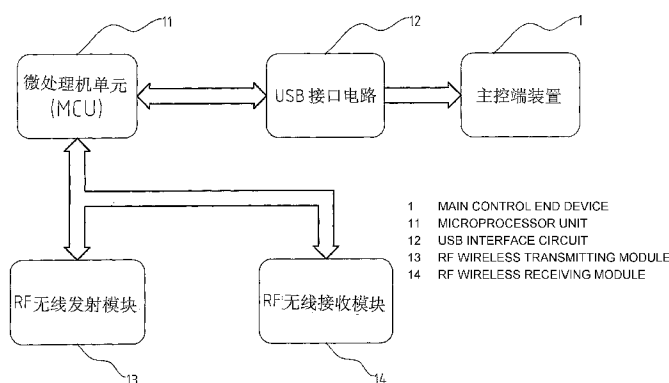 11
12
1
微处理机单元
(MCU)
USB 接口电路
主控端装置
1 MAIN CONTROL END DEVICE
11 MICROPROCESSOR UNIT
12 USB INTERFACE CIRCUIT
13 RF WIRELESS TRANSMITTING MODULE
14 RF WIRELESS RECEIVING MODULE
RF无线发射模块
RF无线接收模块
13
14